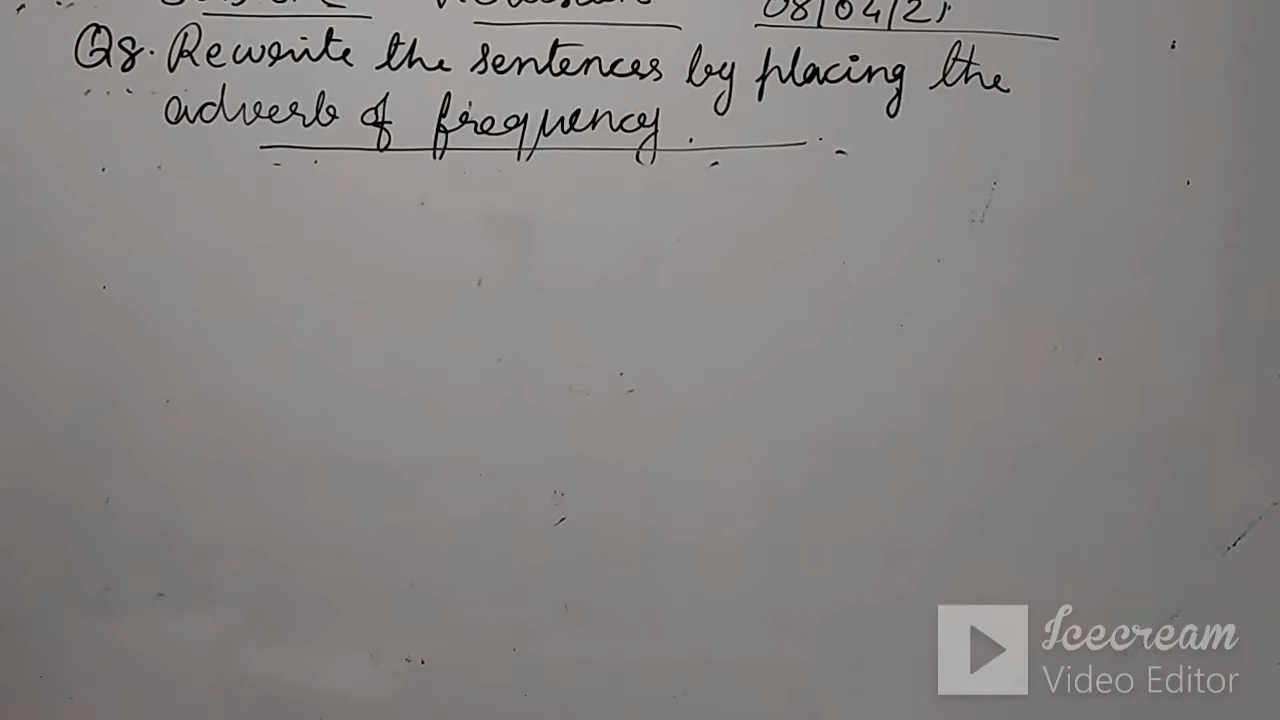 08/04/21
Q8. Rewrite the sentences by placing the
adverb of frequency.
Icecream
Video Editor